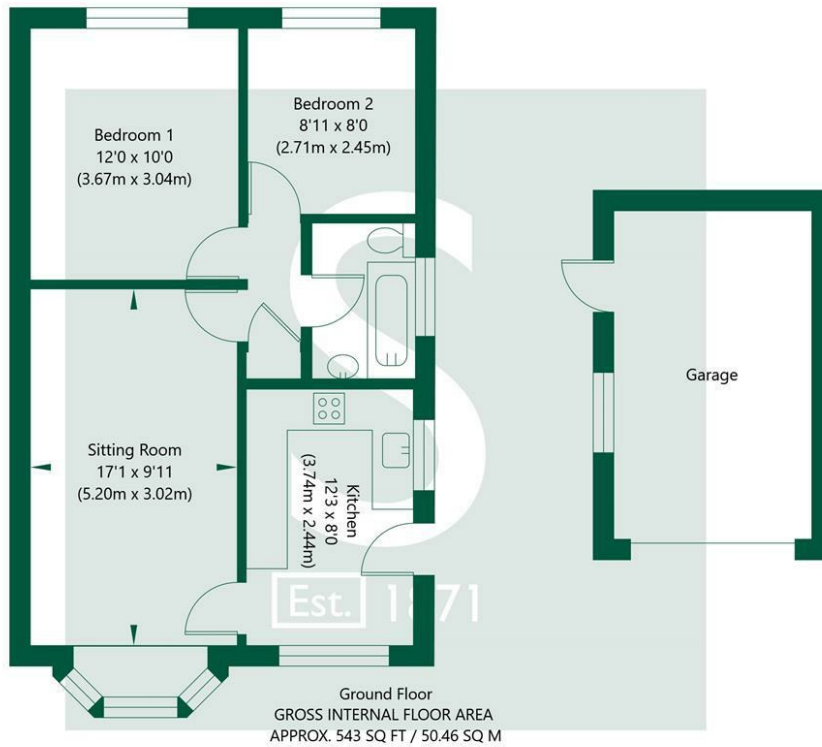 Bedroom 1
12'0 x 10'0
(3.67m x 3.04m)
Bedroom 2
8'11 x 8'0
(2.71m x 2.45m)
Garage
Sitting Room
17'1 x 9'11
(5.20m x 3.02m)
Kitchen
12'3 x 8'0
(3.74m x 2.44m)
S
Est. 1871
Ground Floor
GROSS INTERNAL FLOOR AREA
APPROX. 543 SQ FT / 50.46 SQ M